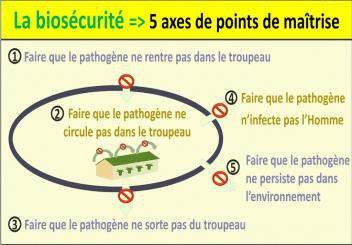 La biosécurité => 5 axes de points de maîtrise
① Faire que le pathogène ne rentre pas dans le troupeau
② Faire que le pathogène ne
circule pas dans le troupeau
④ Faire que le pathogène
n'infecte pas l'Homme
⑤ Faire que le pathogène
ne persiste pas dans
l'environnement
③ Faire que le pathogène ne sorte pas du troupeau